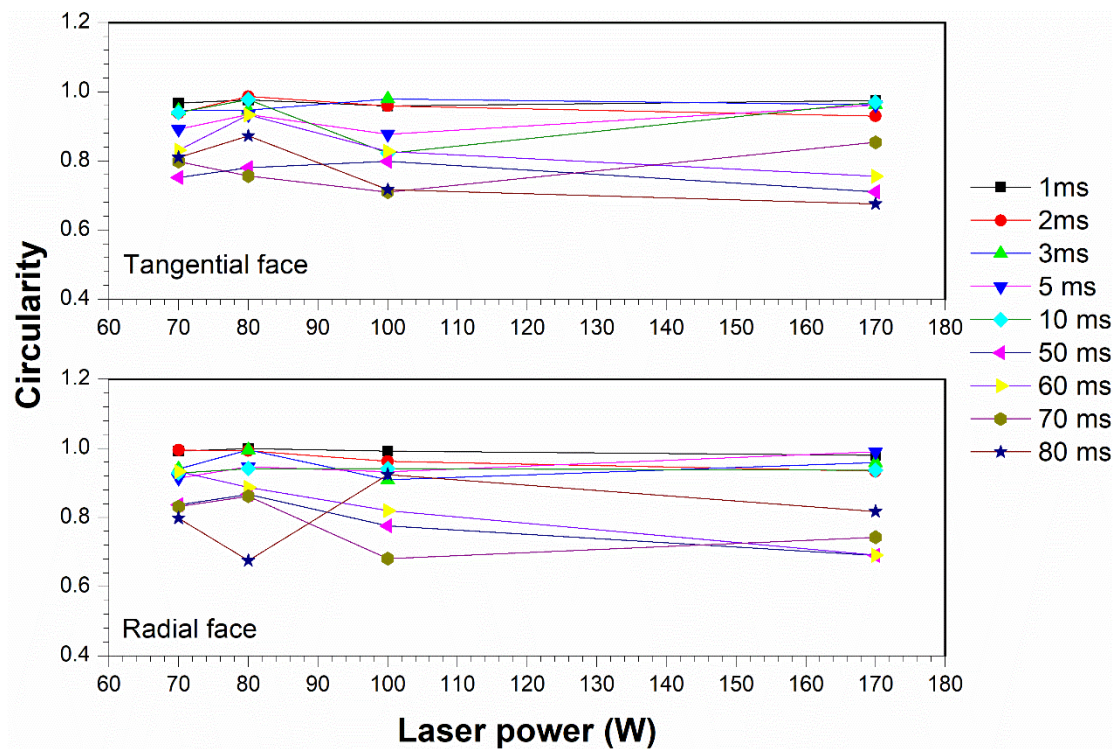 Circularity
1.2
1.0
0.8
0.6
0.4
Tangential face
60 70 80 90 100 110 120 130 140 150 160 170 180
1.2
1.0
0.8
0.6
0.4
Radial face
60 70 80 90 100 110 120 130 140 150 160 170 180
Laser power (W)
1ms
2ms
3ms
5 ms
10 ms
50 ms
60 ms
70 ms
80 ms